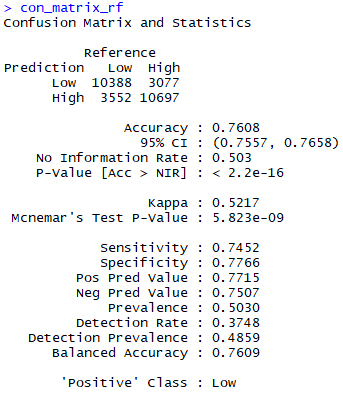 > con_matrix_rf
Confusion Matrix and Statistics
Reference
Prediction Low High
Low 10388 3077
High 3552 10697
Accuracy : 0.7608
95% CI : (0.7557, 0.7658)
No Information Rate : 0.503
P-Value [Acc > NIR] : < 2.2e-16
Kappa : 0.5217
Mcnemar's Test P-Value : 5.823e-09
Sensitivity : 0.7452
Specificity : 0.7766
Pos Pred Value : 0.7715
Neg Pred Value : 0.7507
Prevalence : 0.5030
Detection Rate : 0.3748
Detection Prevalence : 0.4859
Balanced Accuracy : 0.7609
'Positive' Class : Low